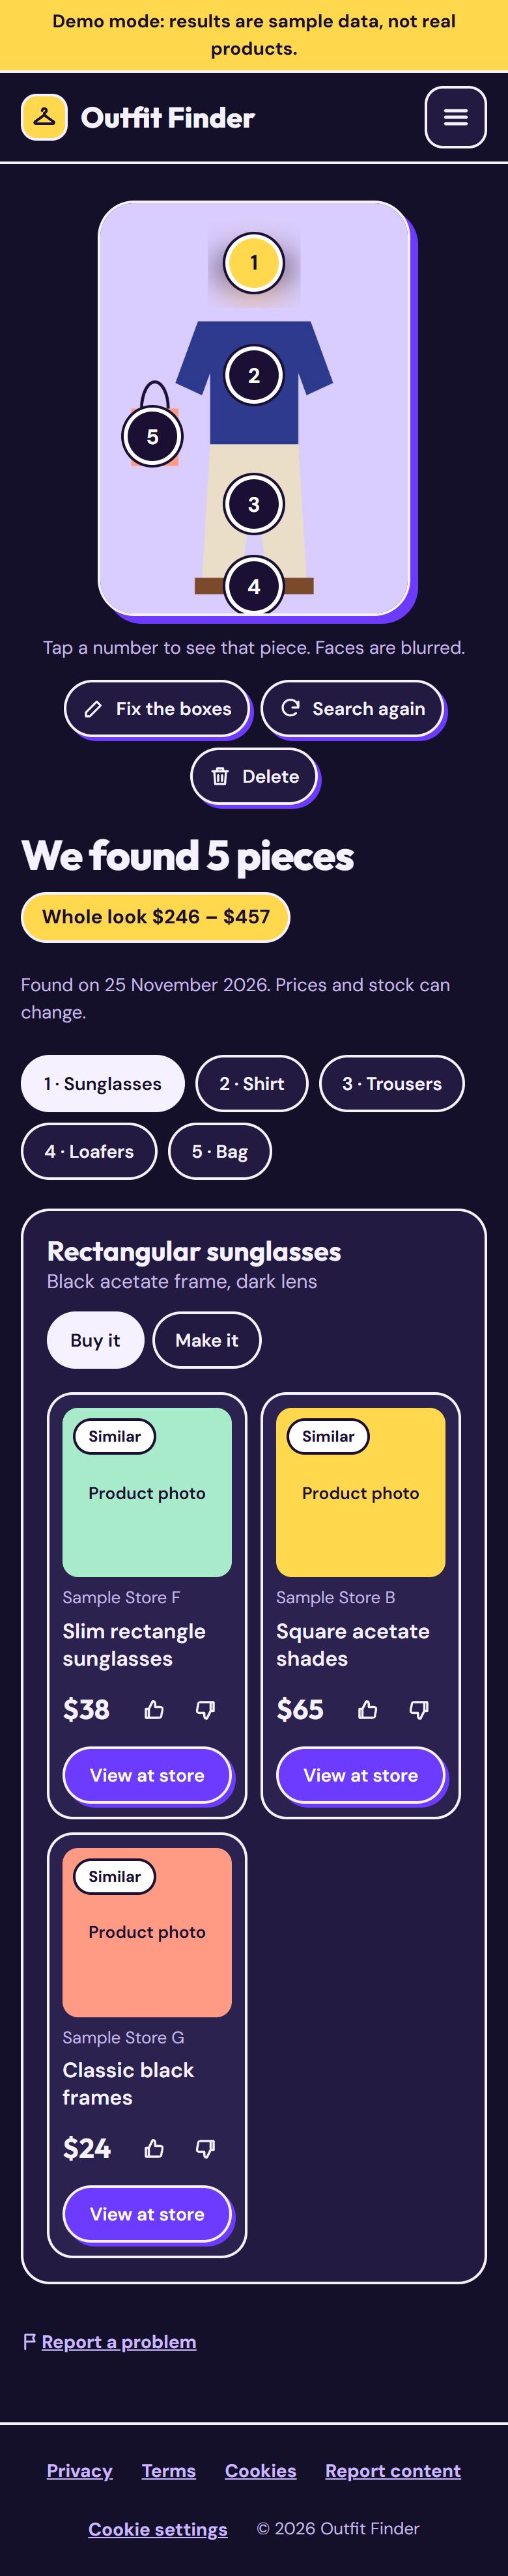 Demo mode: results are sample data, not real
products.
Outfit Finder
1
2
5
3
4
Tap a number to see that piece. Faces are blurred.
Fix the boxes
Search again
Delete
We found 5 pieces
Whole look $246 – $457
Found on 25 November 2026. Prices and stock can
change.
1 · Sunglasses
2 · Shirt
3 · Trousers
4 · Loafers
5 · Bag
Rectangular sunglasses
Black acetate frame, dark lens
Buy it
Make it
Similar
Product photo
Sample Store F
Slim rectangle
sunglasses
$38
View at store
Similar
Product photo
Sample Store B
Square acetate
shades
$65
View at store
Similar
Product photo
Sample Store G
Classic black
frames
$24
View at store
Report a problem
Privacy
Terms
Cookies
Report content
Cookie settings
© 2026 Outfit Finder